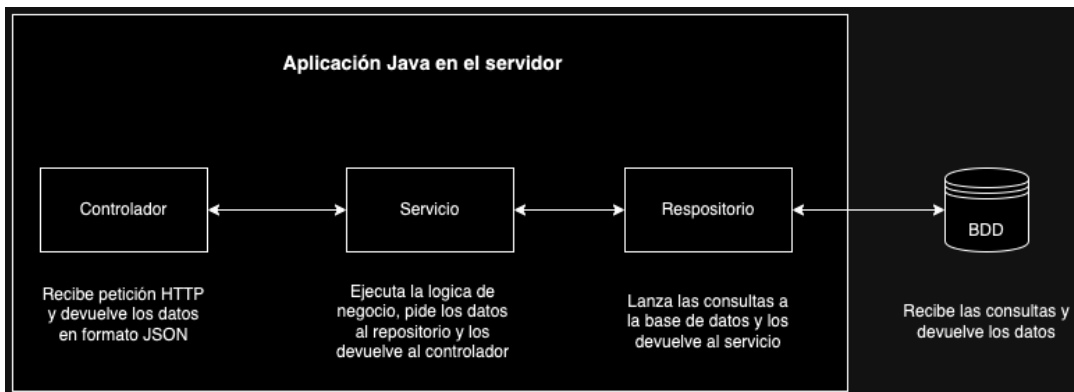 Aplicación Java en el servidor
Controlador
Servicio
Respositorio
BDD
Recibe petición HTTP
y devuelve los datos
en formato JSON
Ejecuta la logica de
negocio, pide los datos
al repositorio y los
devuelve al controlador
Lanza las consultas a
la base de datos y los
devuelve al servicio
Recibe las consultas y
devuelve los datos